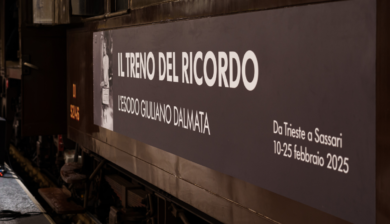 IL TRENO DEL RICORDO
L'ESODO GIULIANO DALMATA
Da Trieste a Sassari
10-25 febbraio 2025